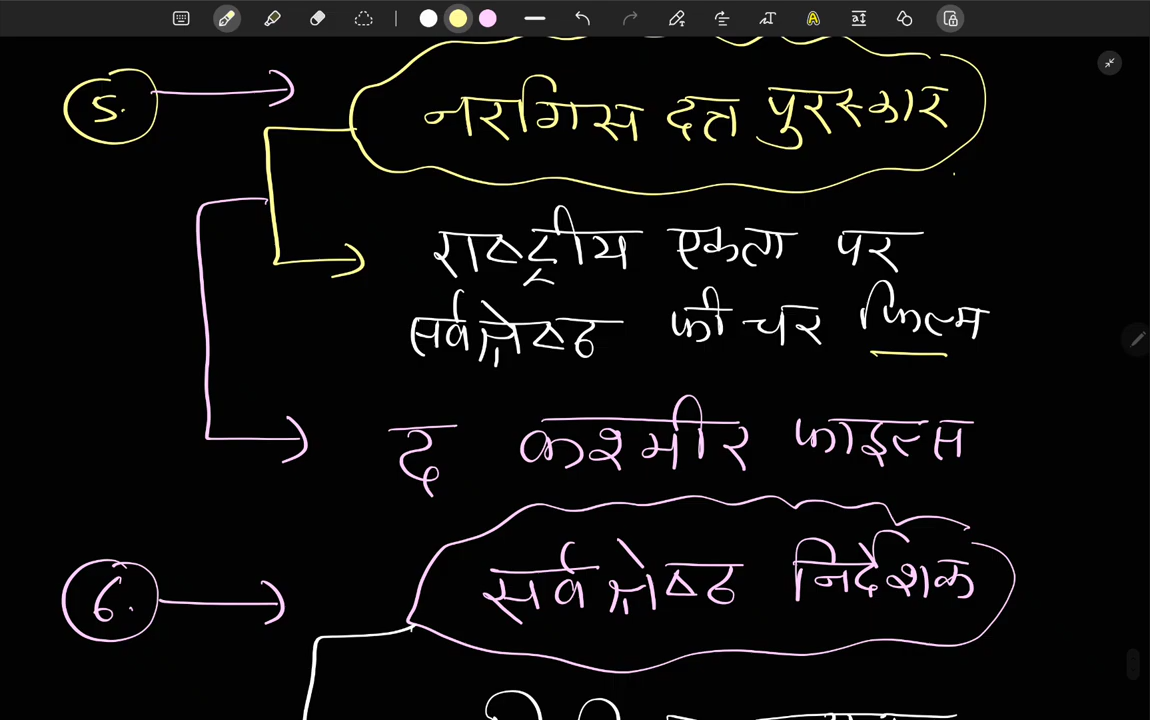 5.
नरगिस दत्त पुरस्कार
राष्ट्रीय एकता पर
सर्वश्रेष्ठ फीचर फिल्म
द कश्मीर फाइल्स
6.
सर्वश्रेष्ठ निर्देशक